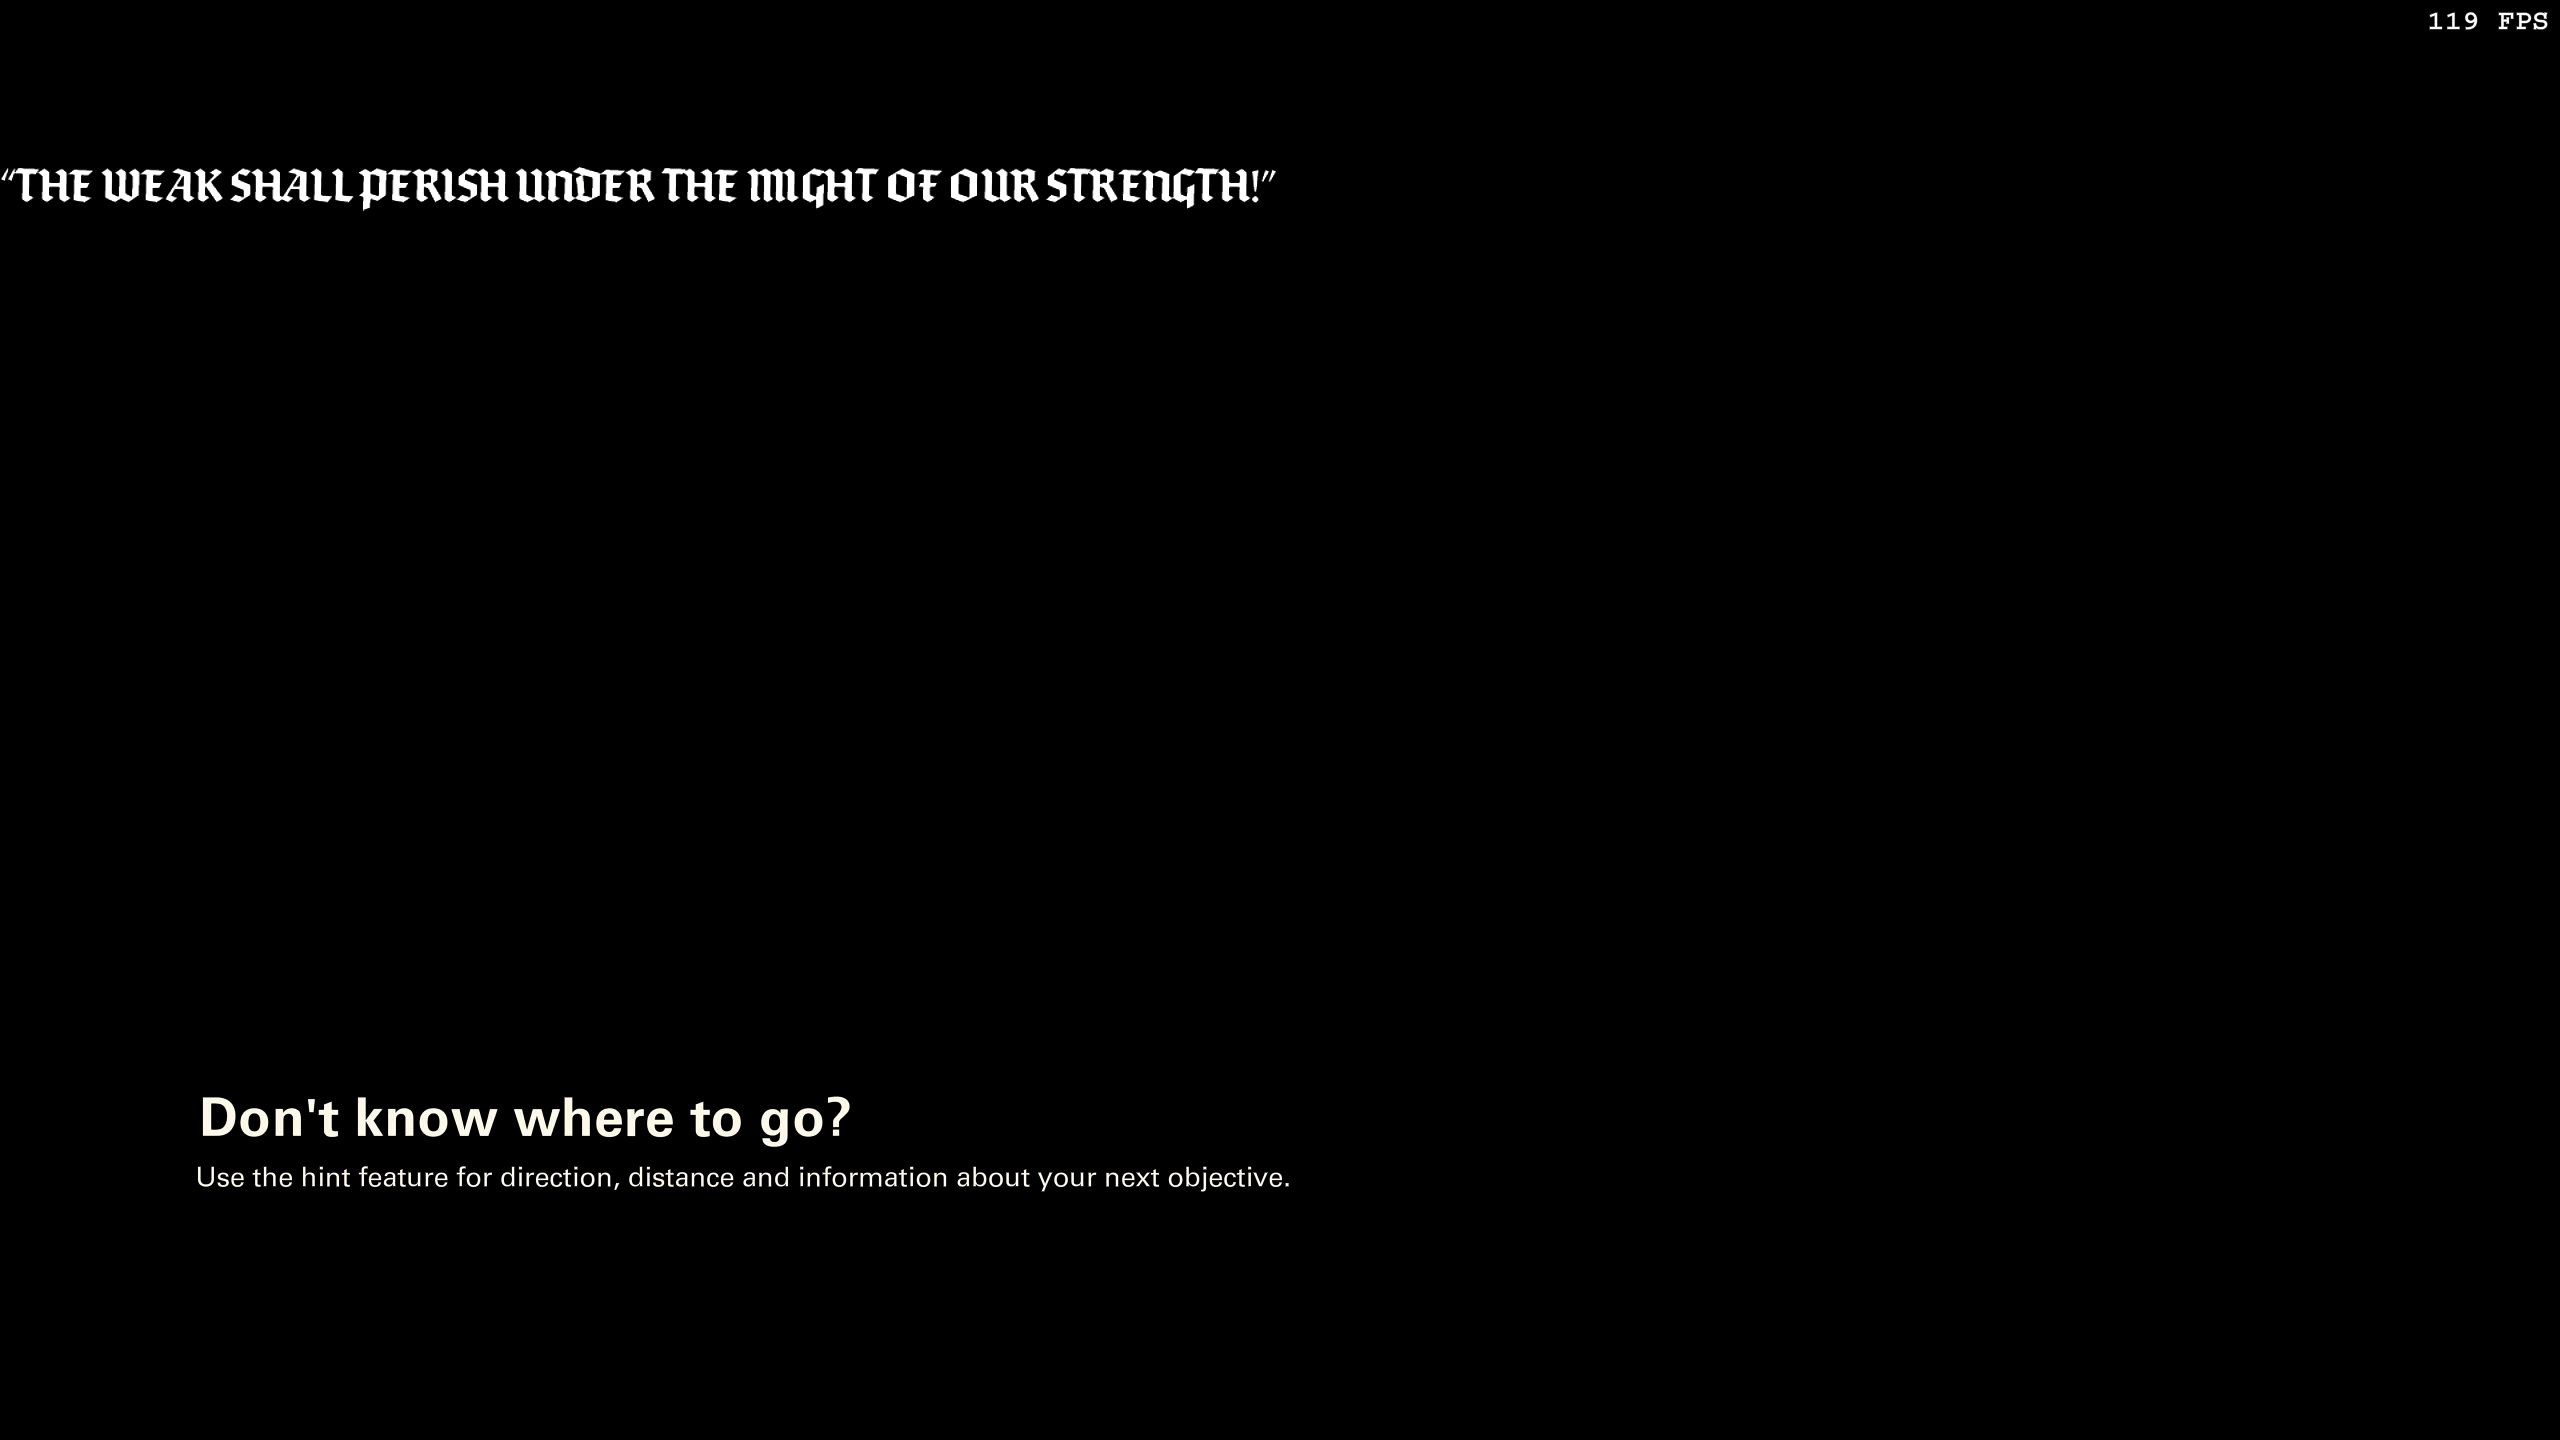 119 FPS
“THE WEAK SHALL PERISH UNDER THE MIGHT OF OUR STRENGTH!”
Don't know where to go?
Use the hint feature for direction, distance and information about your next objective.